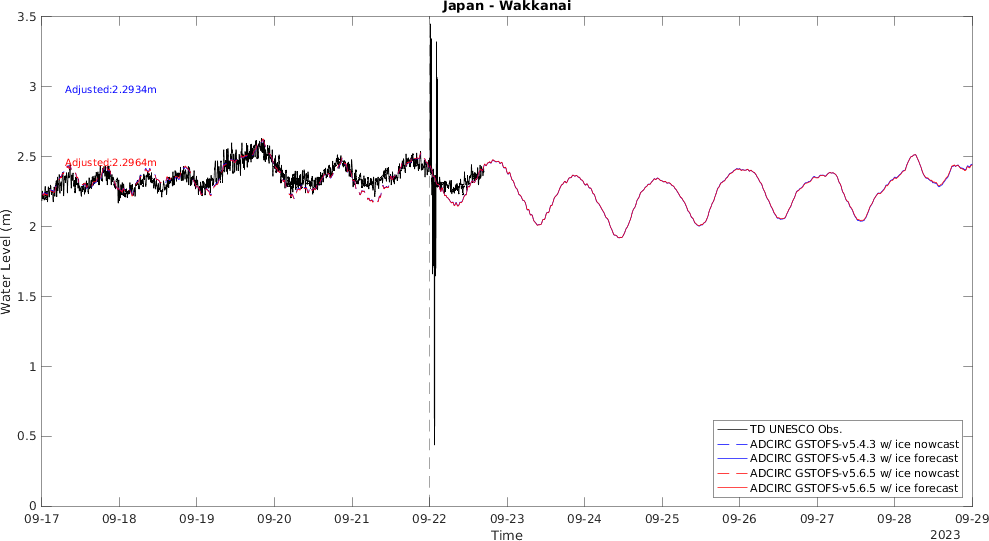 Japan - Wakkanai
3.5
3
2.5
2
1.5
1
0.5
0
Water Level (m)
Adjusted:2.2934m
Adjusted:2.2964m
TD UNESCO Obs.
ADCIRC GSTOFS-v5.4.3 w/ ice nowcast
ADCIRC GSTOFS-v5.4.3 w/ ice forecast
ADCIRC GSTOFS-v5.6.5 w/ ice nowcast
ADCIRC GSTOFS-v5.6.5 w/ ice forecast
09-17 09-18 09-19 09-20 09-21 09-22 09-23 09-24 09-25 09-26 09-27 09-28 09-29
Time
2023